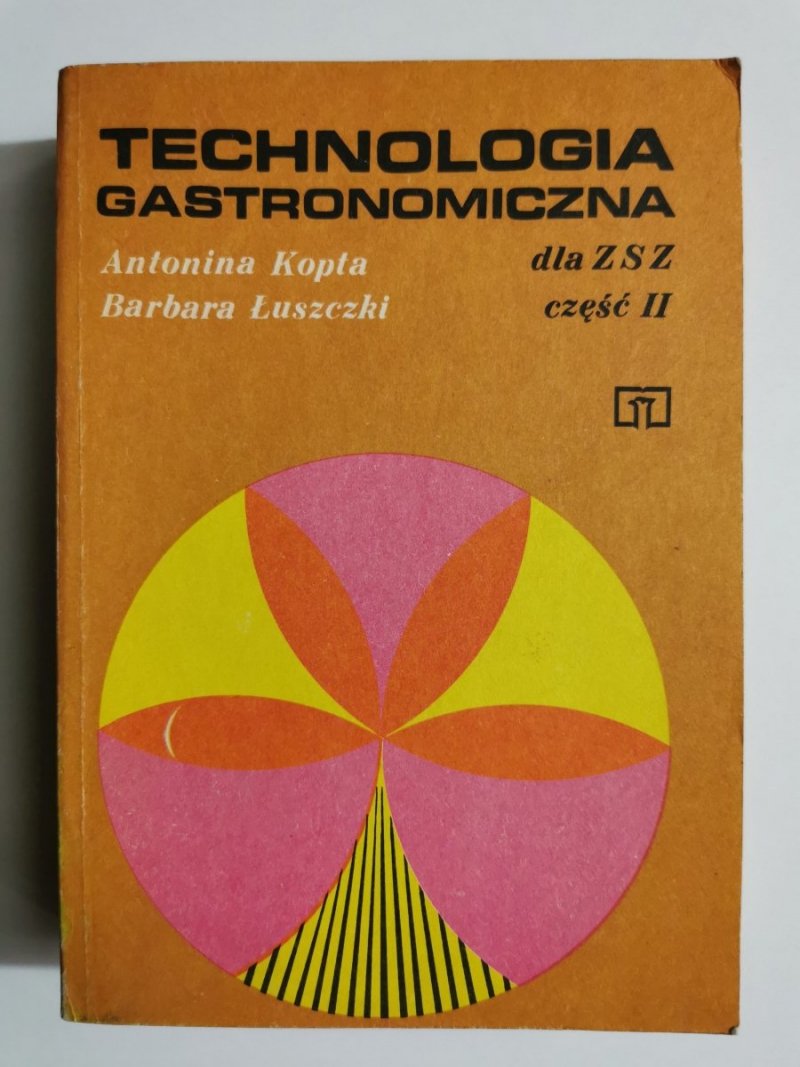 TECHNOLOGIA
GASTRONOMICZNA
Antonina Kopta
Barbara Łuszczki
dla ZSZ
część II